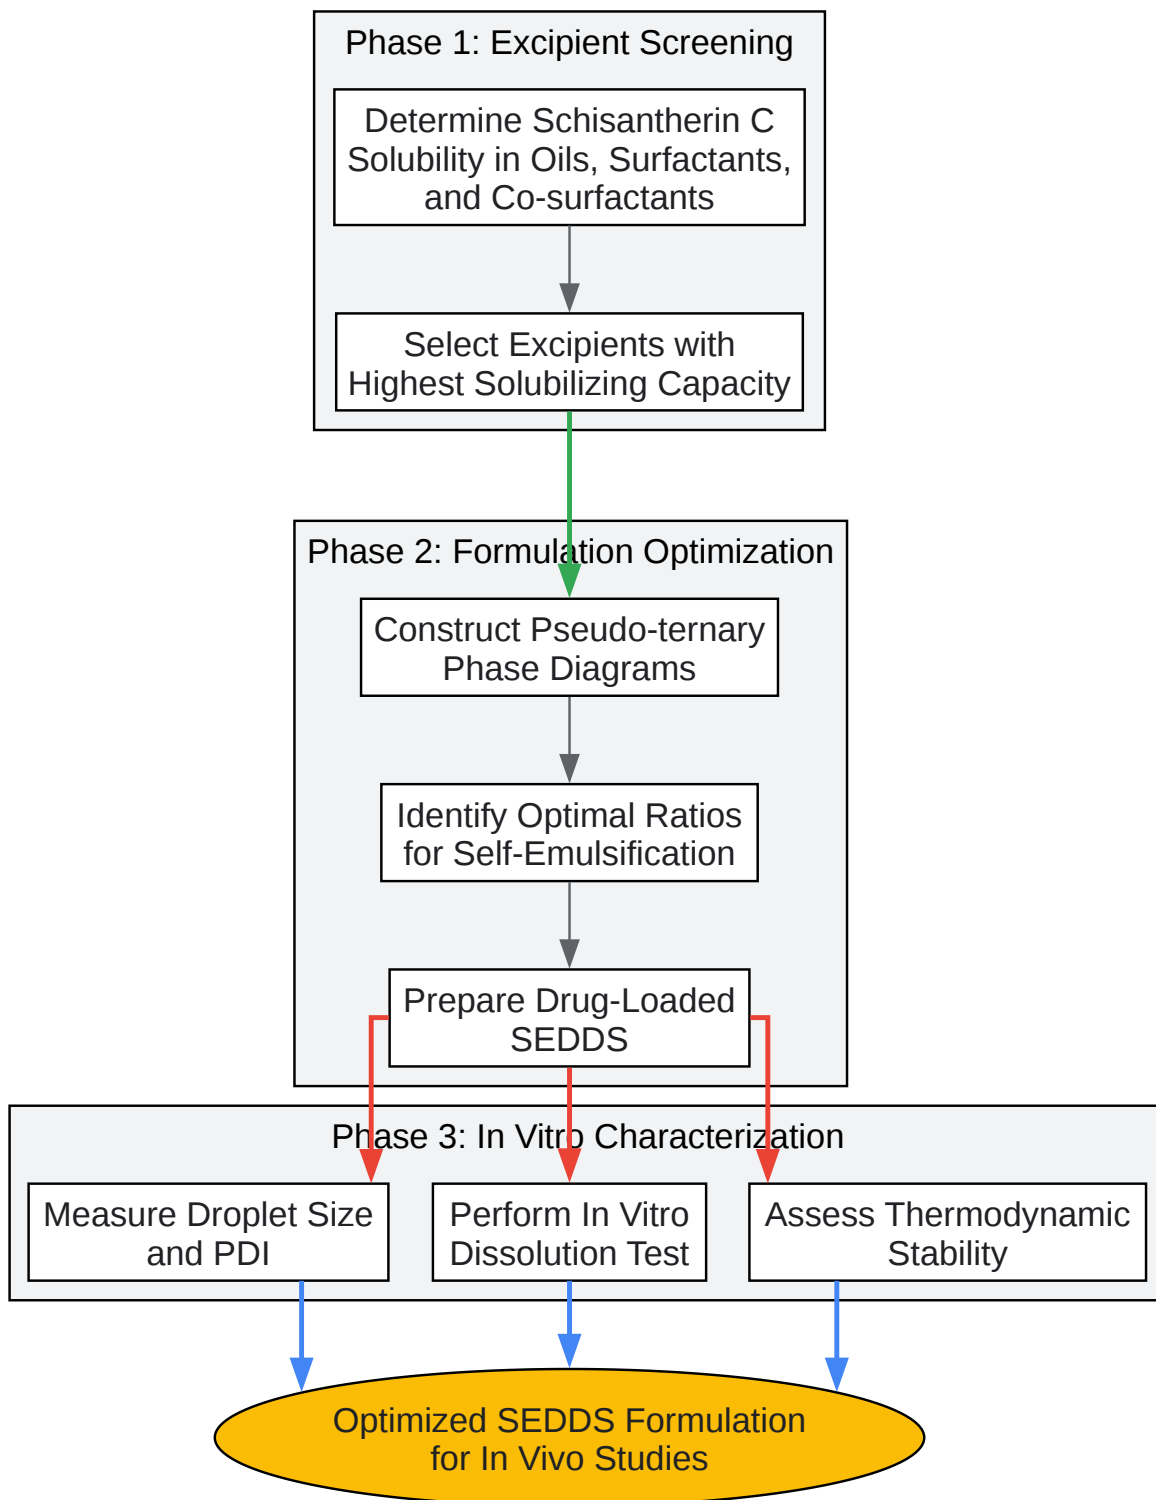 Phase 1: Excipient Screening
Determine Schisantherin C
Solubility in Oils, Surfactants,
and Co-surfactants
Select Excipients with
Highest Solubilizing Capacity
Phase 2: Formulation Optimization
Construct Pseudo-ternary
Phase Diagrams
Identify Optimal Ratios
for Self-Emulsification
Prepare Drug-Loaded
SEDDS
Phase 3: In Vitro Characterization
Measure Droplet Size
and PDI
Perform In Vitro
Dissolution Test
Assess Thermodynamic
Stability
Optimized SEDDS Formulation
for In Vivo Studies